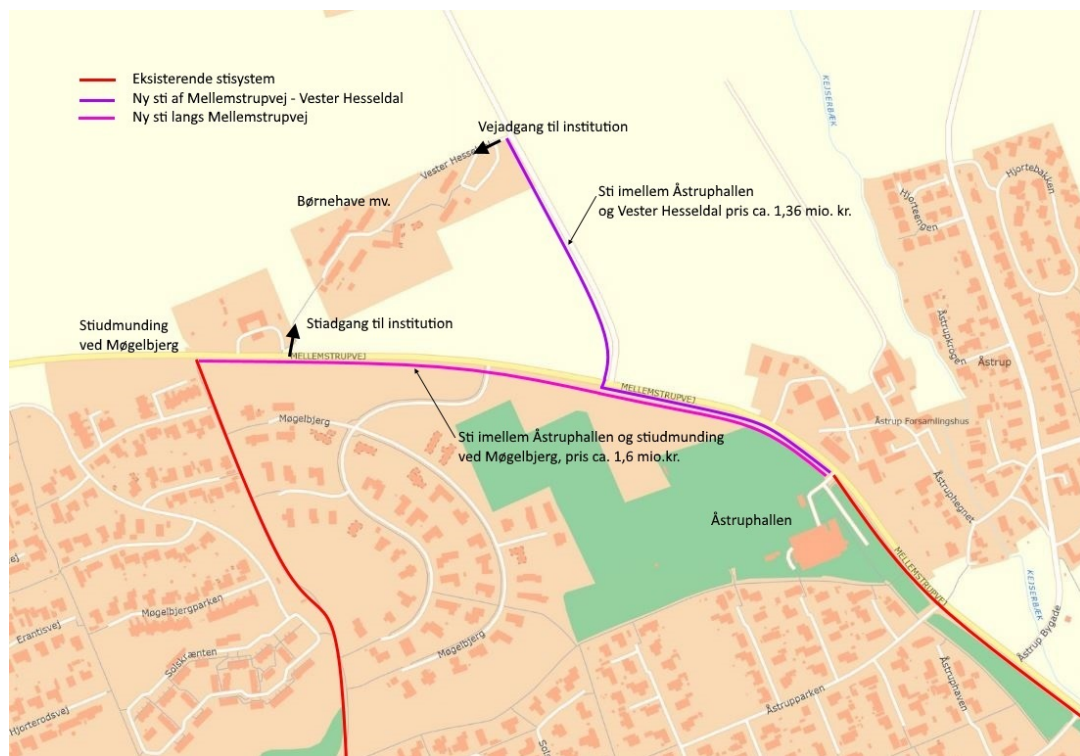 Eksisterende stisystem
Ny sti af Mellemstrupvej - Vester Hesseldal
Ny sti langs Mellemstrupvej
KEJSERBÆK
Vejadgang til institution
Vester Hesseldal
Hjortebakken
Hjorteengen
Børnehave mv.
Sti imellem Åstruphallen
og Vester Hesseldal pris ca. 1,36 mio. kr.
Stiudmunding
ved Møgelbjerg
Stiadgang til institution
Åstrupkrogen
Åstrup
MELLEMSTRUPVEJ
MELLEMSTRUPVEJ
Møgelbjerg
Åstrup Forsamlingshus
Sti imellem Åstruphallen og stiudmunding
ved Møgelbjerg, pris ca. 1,6 mio.kr.
Åstruphegnet
Åstruphallen
MELLEMSTRUPVEJ
KEJSERBÆK
Møgelbjergparken
Erantisvej
Møgelbjerg
Åstrup Bygade
Solskrænten
Åstruphaven
Åstrupparken
Hjorterodsvej